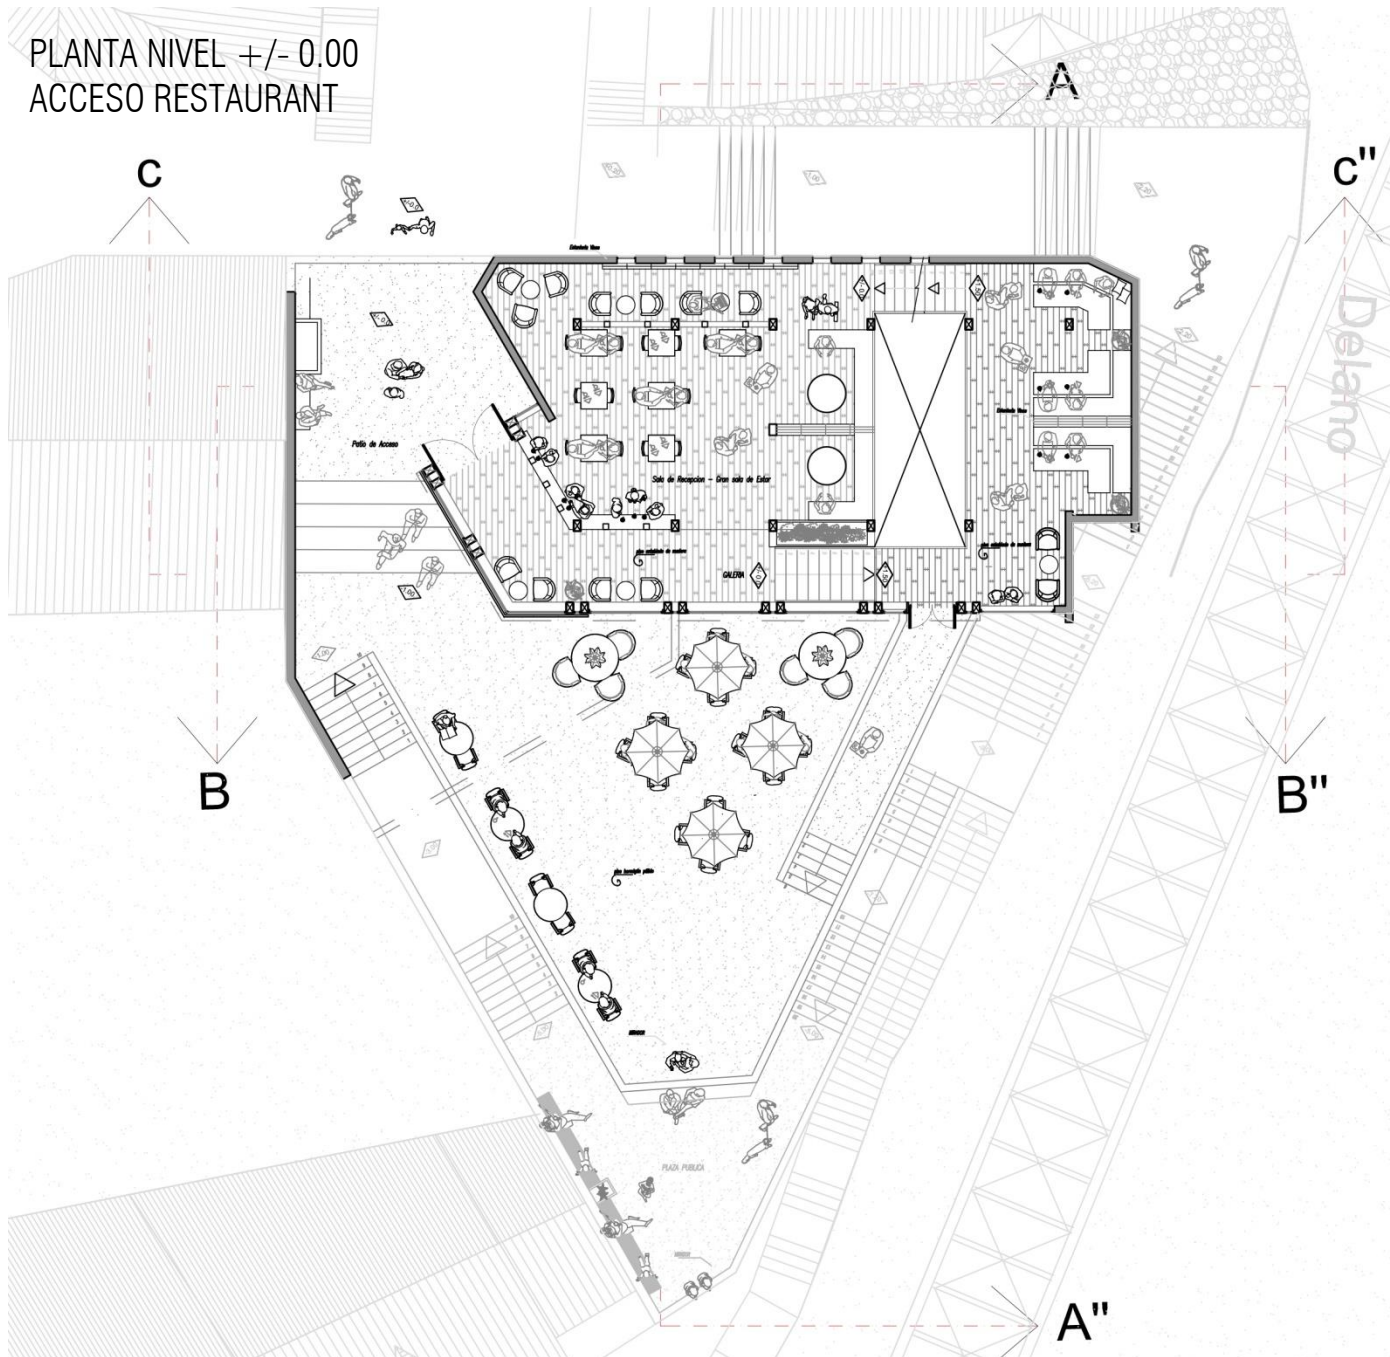 PLANTA NIVEL +/- 0.00
ACCESO RESTAURANT
A
c
c"
Delano
Patio de Acceso
Sala de Recepcion - Gran sala de Estar
GALERIA
B
B"
PLAZA PUBLICA
A"